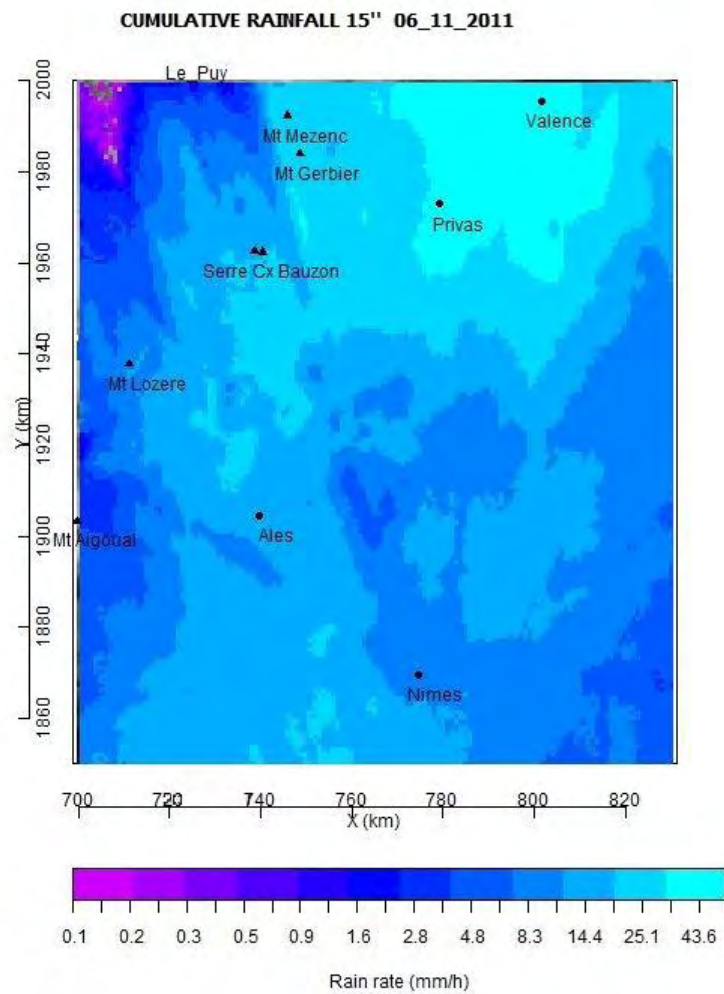 CUMULATIVE RAINFALL 15" 06_11_2011
2000
Le_Puy
Valence
Mt Mezenc
Mt Gerbier
1980
Privas
1960
Serre Cx Bauzon
1940
Mt Lozere
Y (km)
1920
1900
Mt Aigoual
Ales
1880
Nimes
1860
700 720 740 760 780 800 820
X (km)
0.1 0.2 0.3 0.5 0.9 1.6 2.8 4.8 8.3 14.4 25.1 43.6
Rain rate (mm/h)